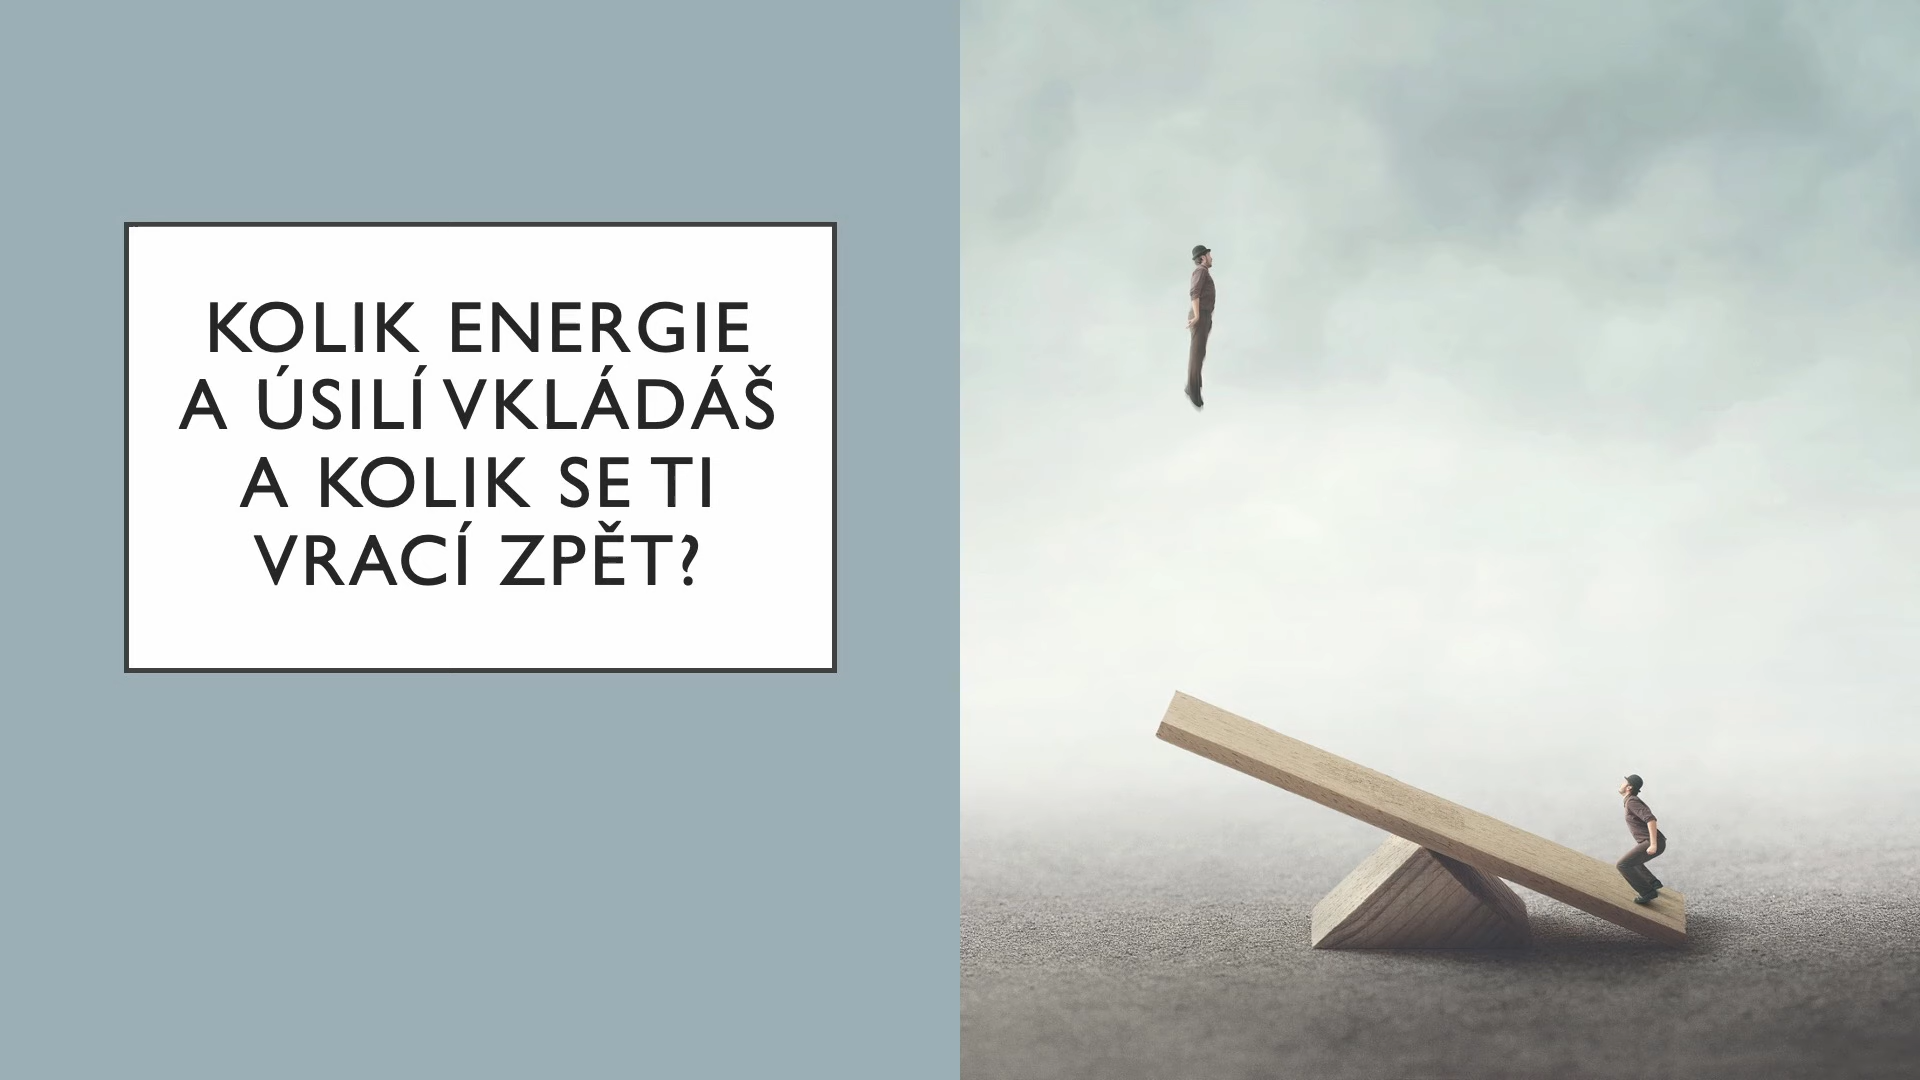 KOLIK ENERGIE
A ÚSILÍ VKLÁDÁŠ
A KOLIK SE TI
VRACÍ ZPĚT?